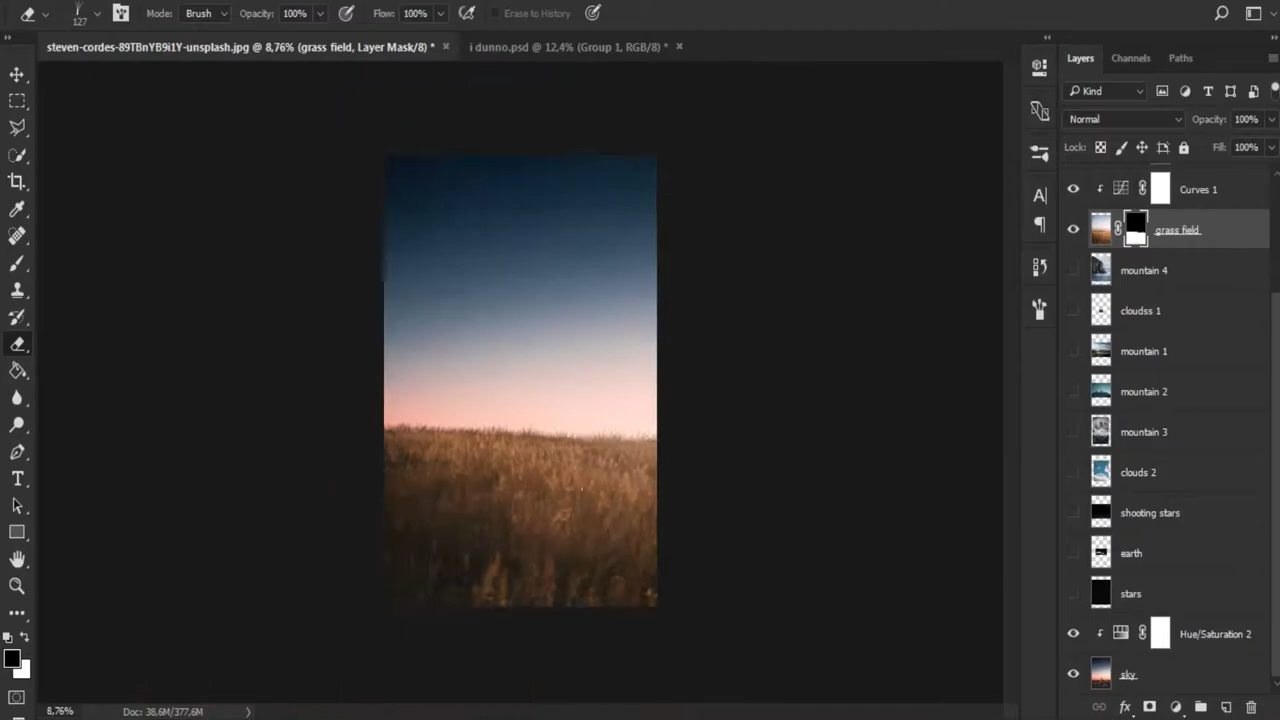 127
Mode: Brush
Opacity: 100%
Flow: 100%
Erase to History
steven-cordes-89TBnYB9i1Y-unsplash.jpg @ 8,76% (grass field, Layer Mask/8) *
i dunno.psd @ 12,4% (Group 1, RGB/8) *
Layers
Channels
Paths
Kind
Normal
Opacity: 100%
Lock:
Fill: 100%
Curves 1
grass field
mountain 4
cloudss 1
mountain 1
mountain 2
mountain 3
clouds 2
shooting stars
earth
stars
Hue/Saturation 2
sky
8,76%
Doc: 38,6M/377,6M